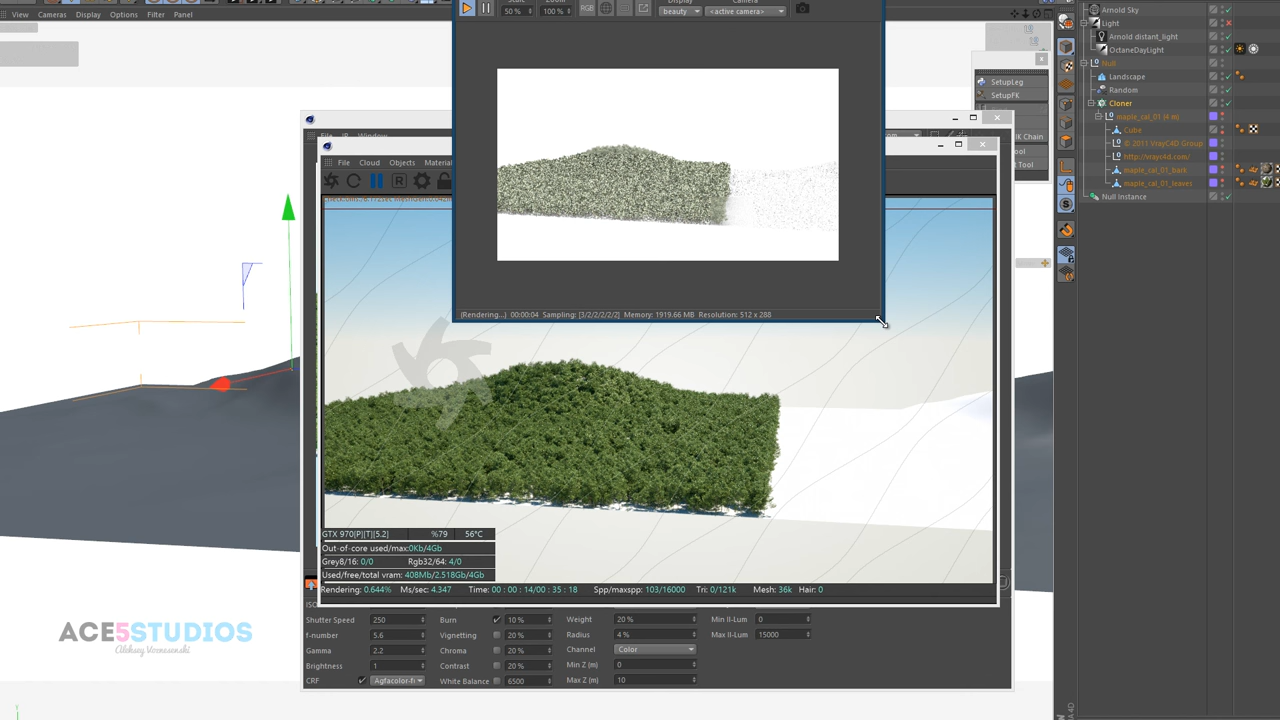 View Cameras Display Options Filter Panel
50 % 100 % RGB beauty <active camera>
(Rendering...) 00:00:04 Sampling: [3/2/2/2/2/2] Memory: 1919.66 MB Resolution: 512 x 288
File Cloud Objects
R
GTX 970[P][T][5.2] %79 56°C
Out-of-core used/max:0Kb/4Gb
Grey8/16: 0/0 Rgb32/64: 4/0
Used/free/total vram: 408Mb/2.518Gb/4Gb
Rendering: 0.644% Ms/sec: 4.347 Time: 00 : 00 : 14/00 : 35 : 18 Spp/maxspp: 103/16000 Tri: 0/121k Mesh: 36k Hair: 0
Shutter Speed 250 Burn 10 % Weight 20 % Min II-Lum 0
f-number 5.6 Vignetting 20 % Radius 4 % Max II-Lum 15000
Gamma 2.2 Chroma 20 % Channel Color
Brightness 1 Contrast 20 % Min Z (m) 0
CRF Agfacolor-fi White Balance 6500 Max Z (m) 10
ACE5STUDIOS
SetupLeg
SetupFK
IK Chain
Arnold Sky
Light
Arnold distant_light
OctaneDayLight
Null
Landscape
Random
Cloner
maple_cal_01 (4 m)
Cube
© 2011 VrayC4D Group
http://vrayc4d.com/
maple_cal_01_bark
maple_cal_01_leaves
Null Instance